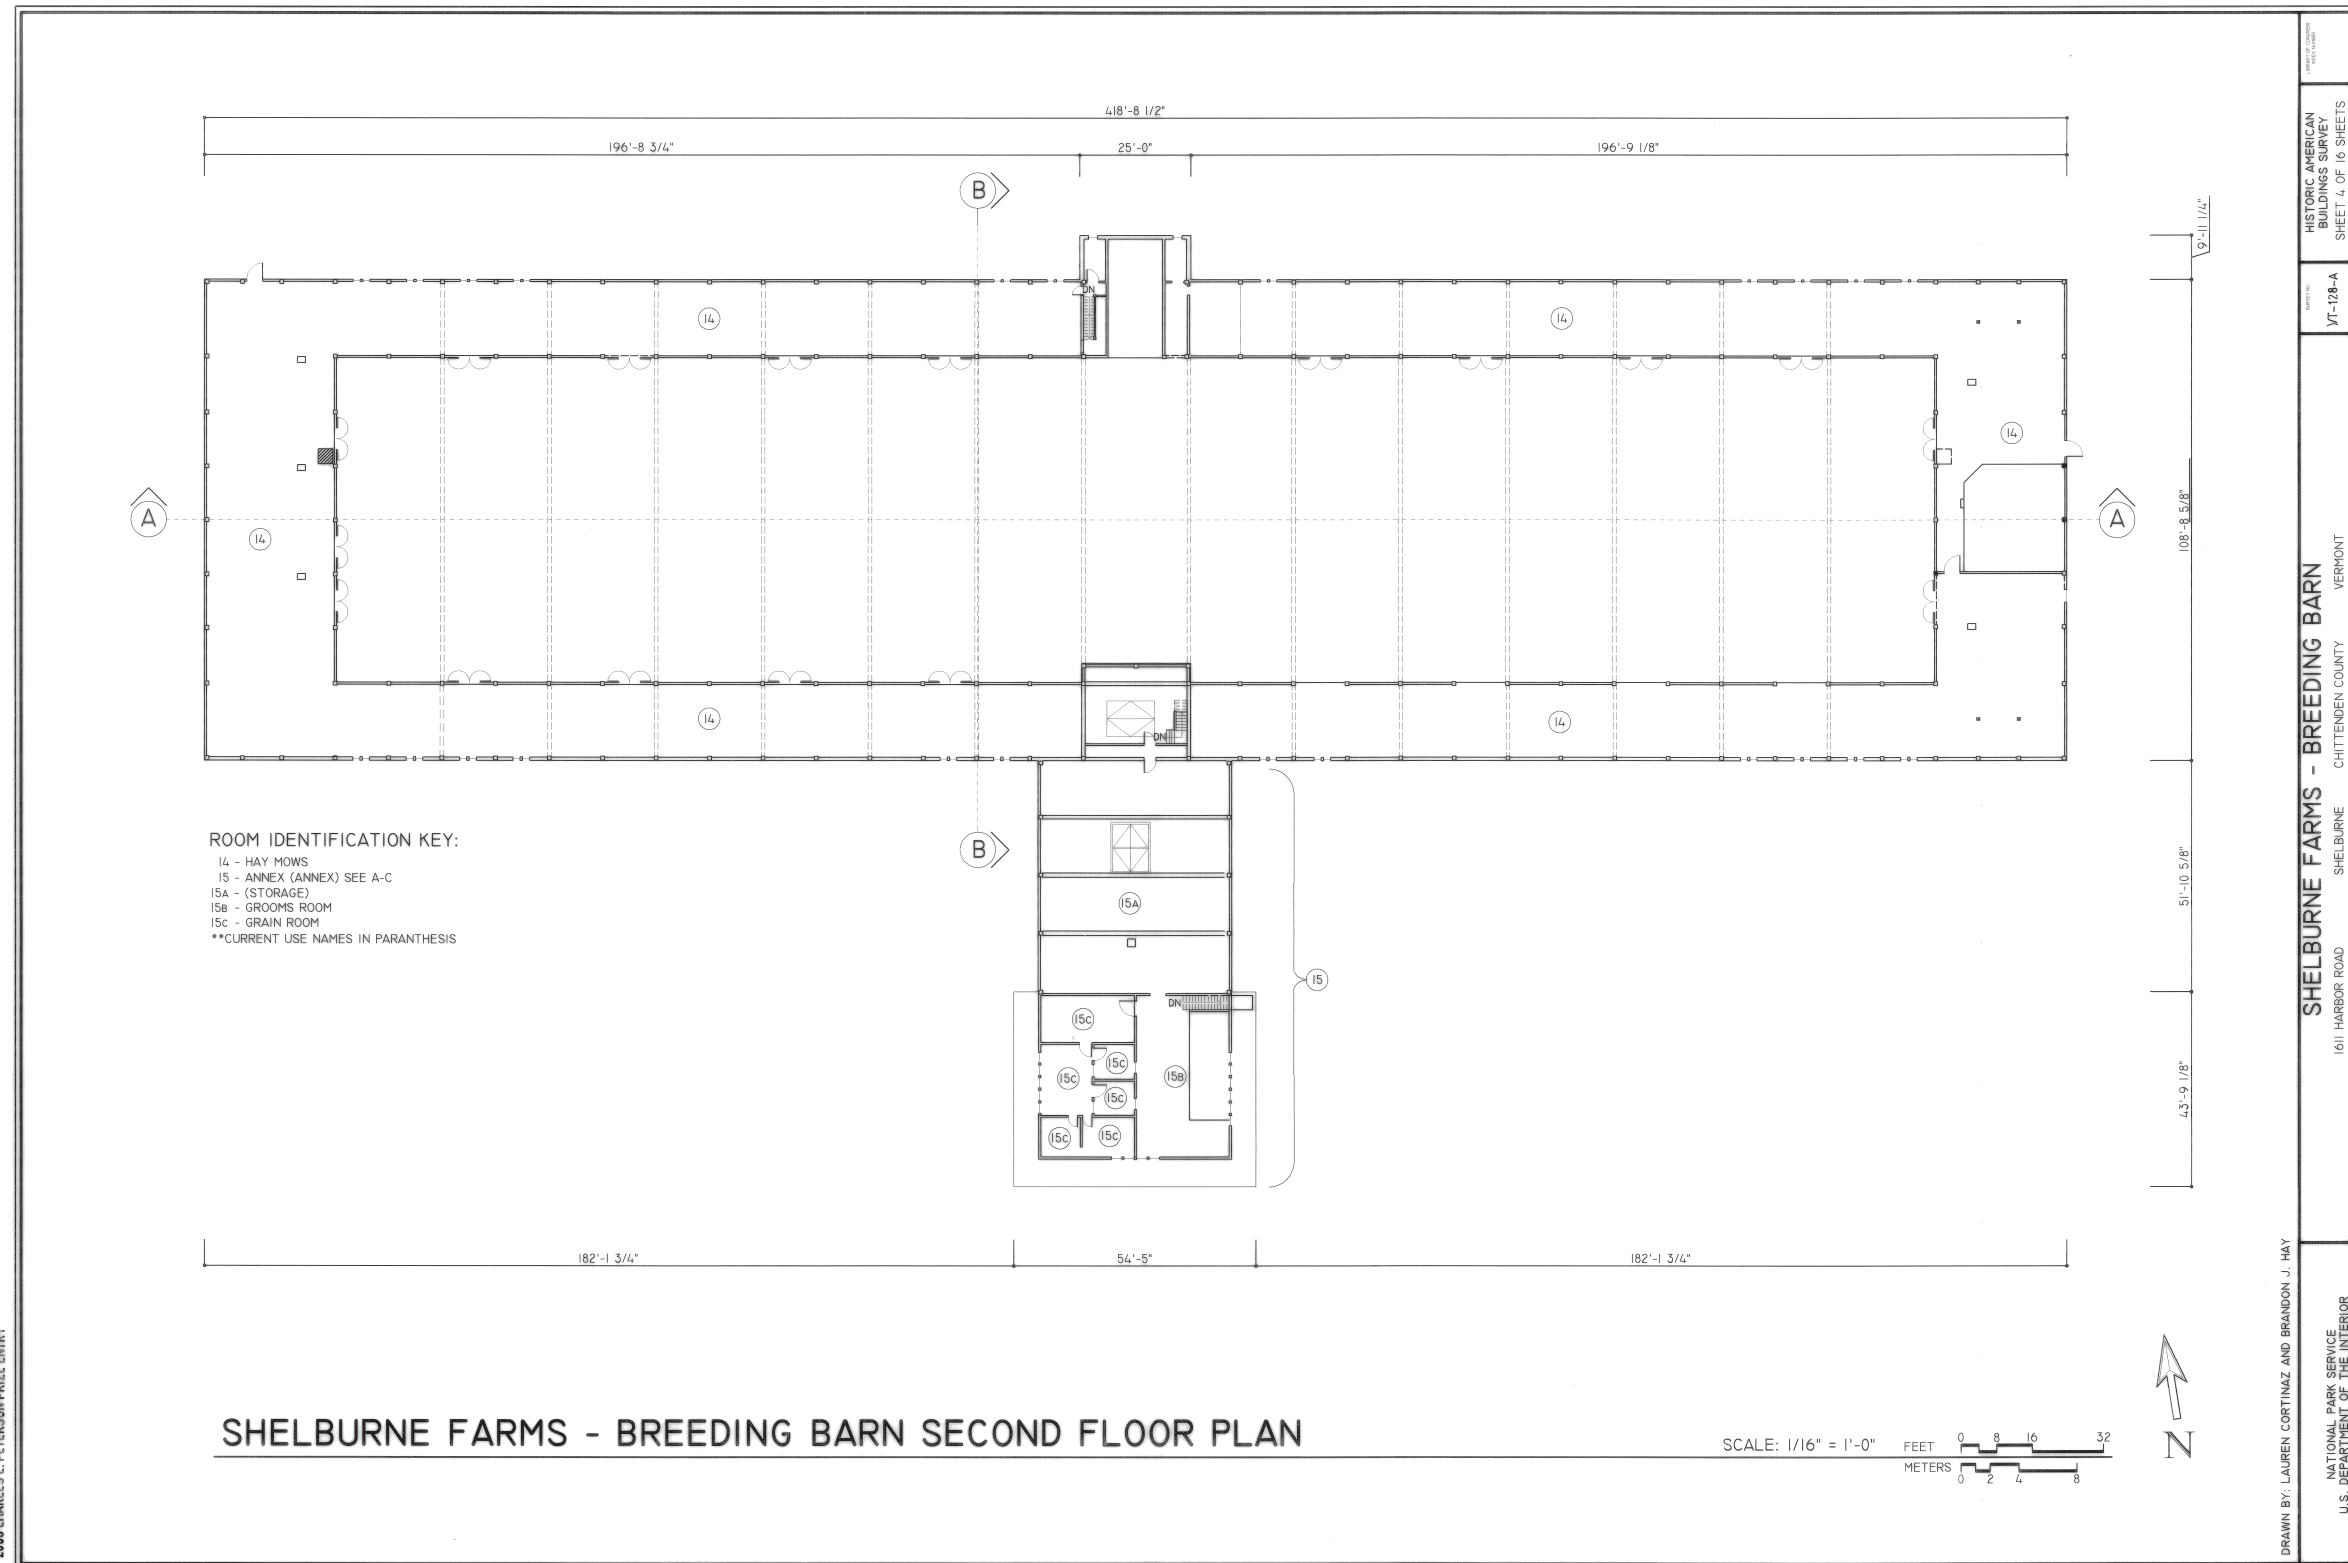 418'-8 1/2"
196'-8 3/4"
25'-0"
196'-9 1/8"
B
9'-11 1/4"
DN
14
14
14
A
14
A
108'-8 5/8"
14
14
DN
ROOM IDENTIFICATION KEY:
14 - HAY MOWS
15 - ANNEX (ANNEX) SEE A-C
15A - (STORAGE)
15B - GROOMS ROOM
15C - GRAIN ROOM
**CURRENT USE NAMES IN PARANTHESIS
B
15A
51'-10 5/8"
15
DN
15C
15C
15C
15B
15C
15C
15C
43'-9 1/8"
182'-1 3/4"
54'-5"
182'-1 3/4"
SHELBURNE FARMS - BREEDING BARN SECOND FLOOR PLAN
SCALE: 1/16" = 1'-0"
FEET
0 8 16 32
METERS
0 2 4 8
N
DRAWN BY: LAUREN CORTINAZ AND BRANDON J. HAY
LIBRARY OF CONGRESS
INDEX NUMBER
HISTORIC AMERICAN
BUILDINGS SURVEY
SHEET 4 OF 16 SHEETS
SURVEY NO.
VT-128-A
SHELBURNE FARMS - BREEDING BARN
1611 HARBOR ROAD SHELBURNE CHITTENDEN COUNTY VERMONT
NATIONAL PARK SERVICE
U.S. DEPARTMENT OF THE INTERIOR